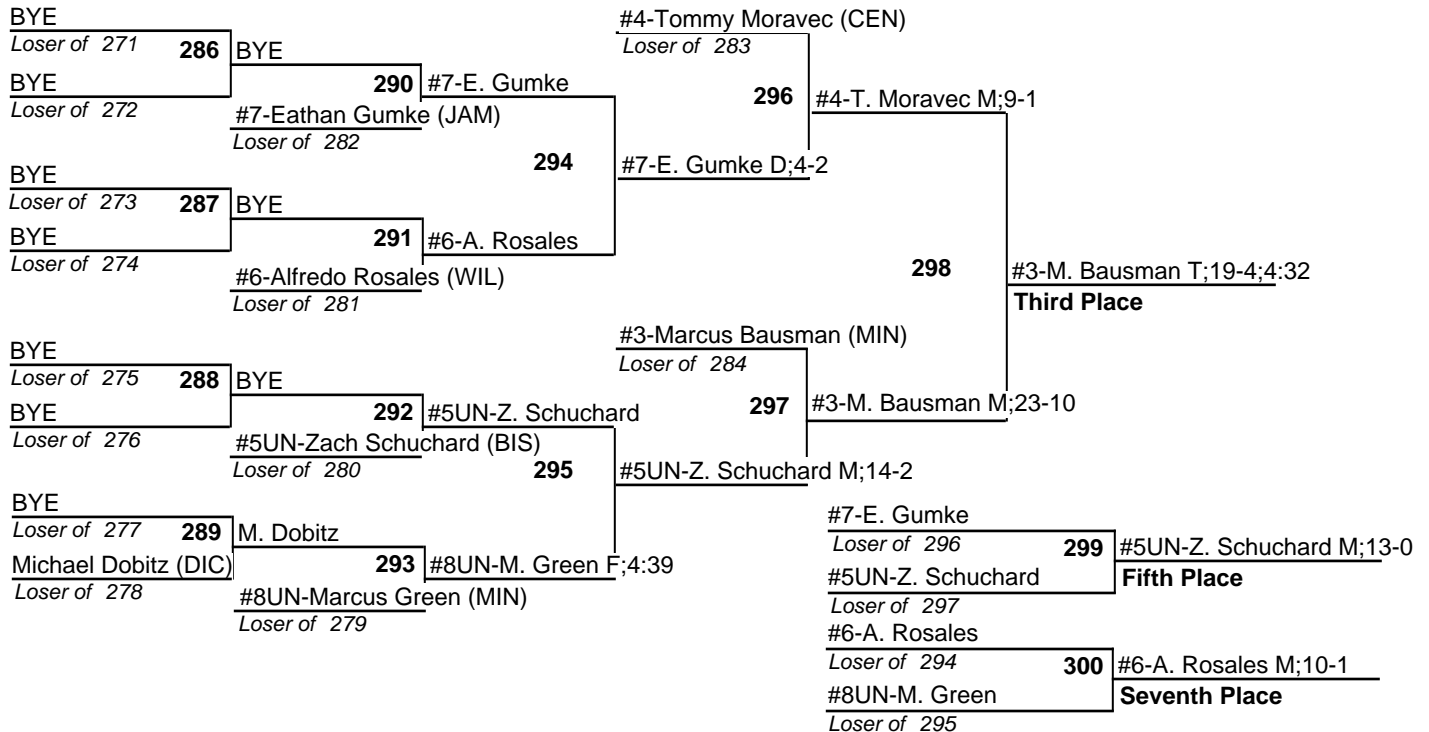 BYE
Loser of 271
286
BYE
BYE
Loser of 272
290
#7-E. Gumke
#7-Eathan Gumke (JAM)
Loser of 282
294
BYE
Loser of 273
287
BYE
BYE
Loser of 274
291
#6-A. Rosales
#6-Alfredo Rosales (WIL)
Loser of 281
#4-Tommy Moravec (CEN)
Loser of 283
296
#4-T. Moravec M;9-1
#7-E. Gumke D;4-2
298
#3-M. Bausman T;19-4;4:32
Third Place
BYE
Loser of 275
288
BYE
BYE
Loser of 276
292
#5UN-Z. Schuchard
#5UN-Zach Schuchard (BIS)
Loser of 280
295
BYE
Loser of 277
289
M. Dobitz
Michael Dobitz (DIC)
Loser of 278
293
#8UN-M. Green F;4:39
#8UN-Marcus Green (MIN)
Loser of 279
#3-Marcus Bausman (MIN)
Loser of 284
297
#3-M. Bausman M;23-10
#5UN-Z. Schuchard M;14-2
#7-E. Gumke
Loser of 296
299
#5UN-Z. Schuchard M;13-0
#5UN-Z. Schuchard
Fifth Place
Loser of 297
#6-A. Rosales
Loser of 294
300
#6-A. Rosales M;10-1
#8UN-M. Green
Seventh Place
Loser of 295